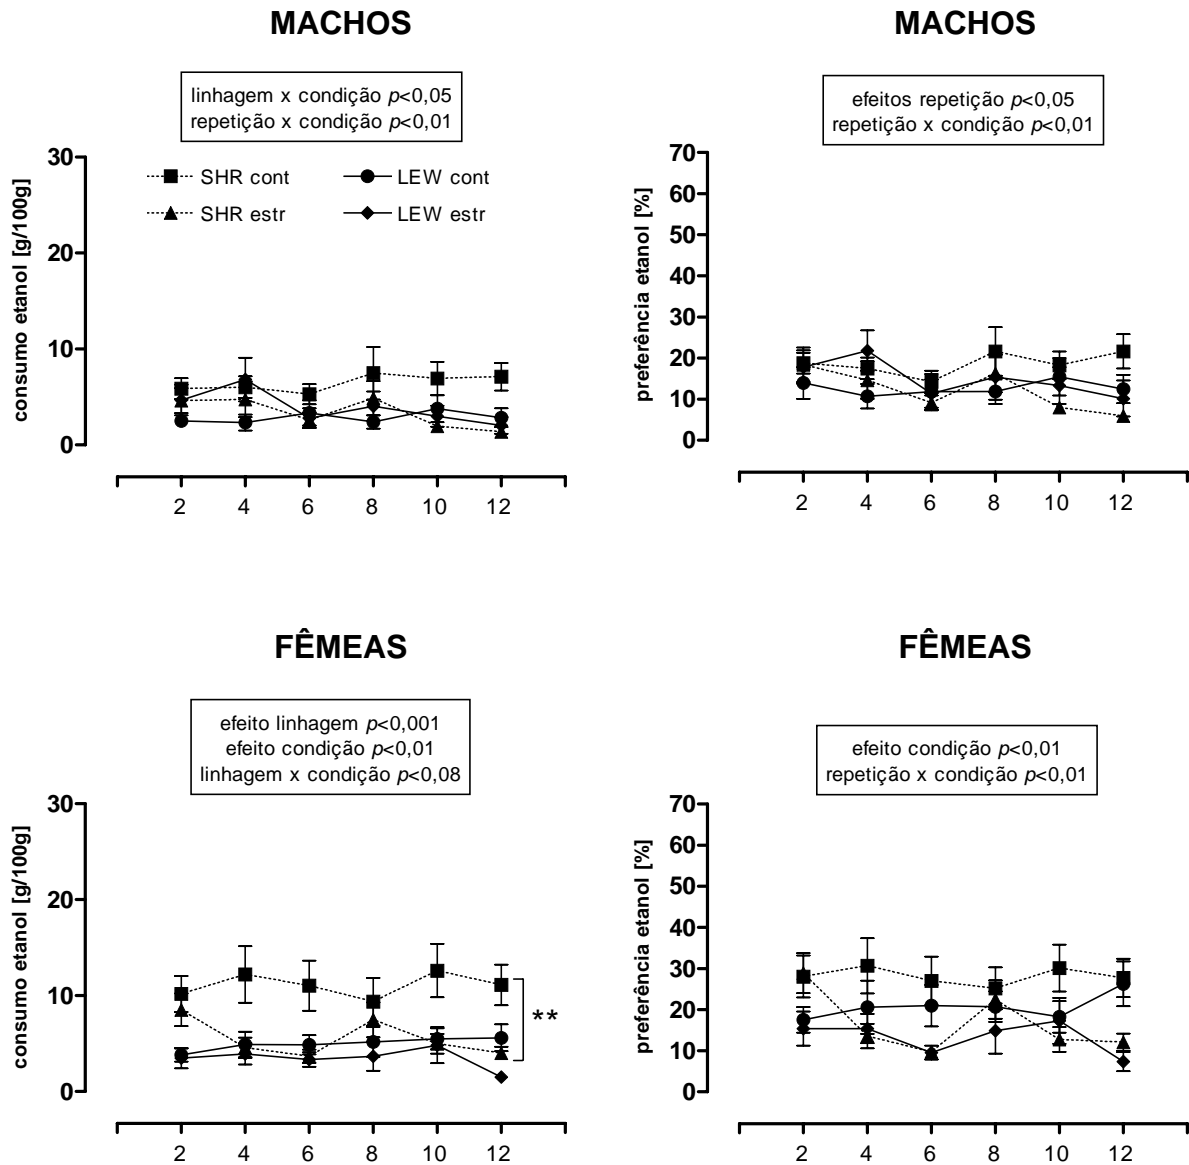 MACHOS
linhagem x condição p<0,05
repetição x condição p<0,01
consumo etanol [g/100g]
30
20
10
0
SHR cont
LEW cont
SHR estr
LEW estr
2 4 6 8 10 12
MACHOS
efeitos repetição p<0,05
repetição x condição p<0,01
preferência etanol [%]
70
60
50
40
30
20
10
0
2 4 6 8 10 12
FÊMEAS
efeito linhagem p<0,001
efeito condição p<0,01
linhagem x condição p<0,08
consumo etanol [g/100g]
30
20
10
0
**
2 4 6 8 10 12
FÊMEAS
efeito condição p<0,01
repetição x condição p<0,01
preferência etanol [%]
70
60
50
40
30
20
10
0
2 4 6 8 10 12